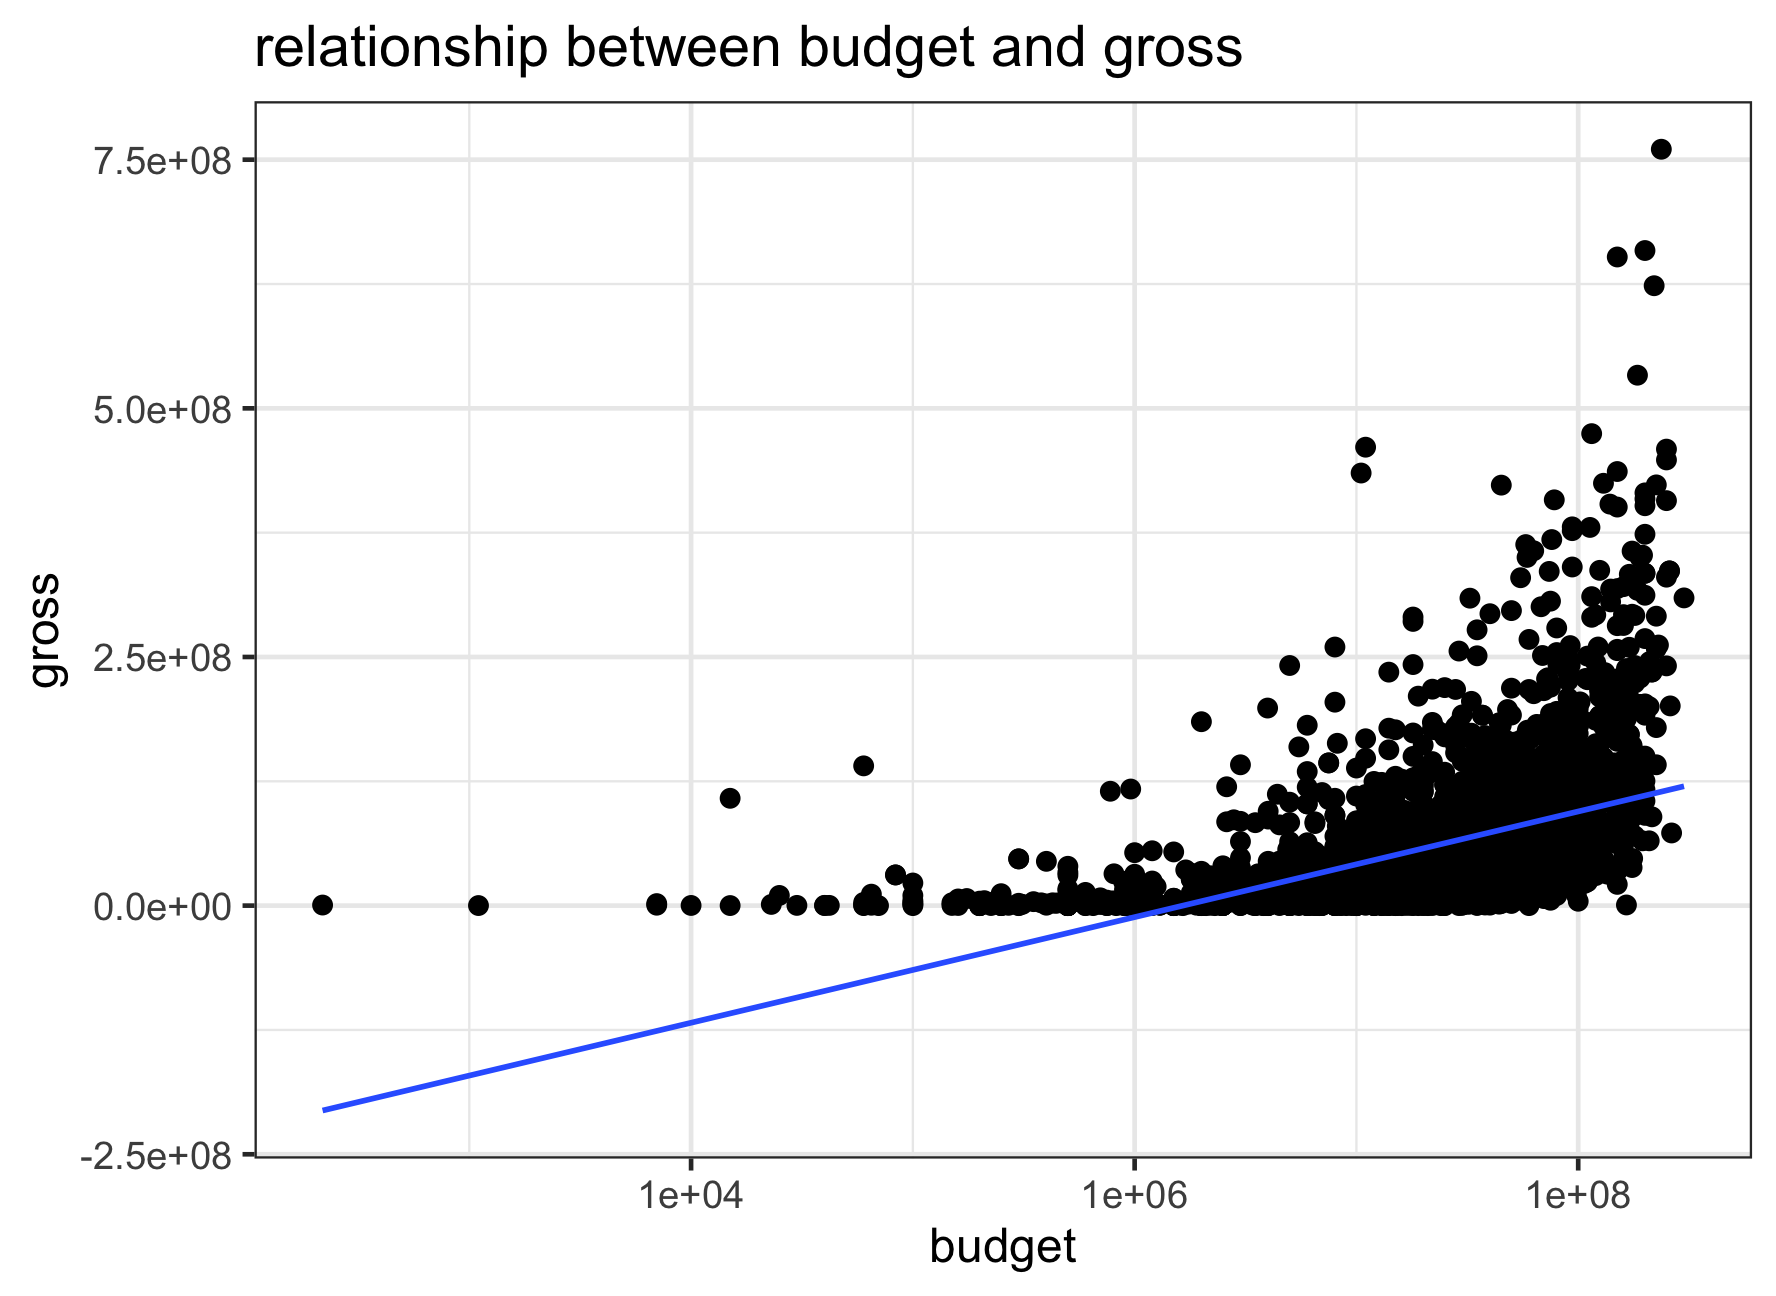 relationship between budget and gross
7.5e+08
5.0e+08
2.5e+08
0.0e+00
-2.5e+08
gross
1e+04
1e+06
1e+08
budget